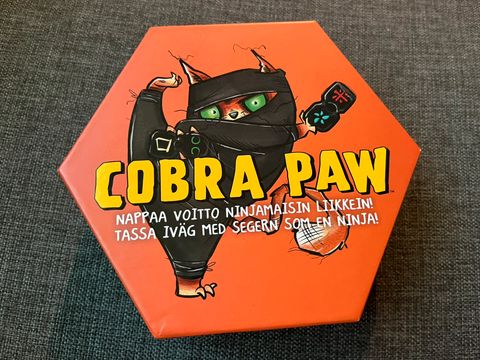 COBRA PAW
NAPPAA VOITTO NINJAMAISIN LIIKKEIN!
TASSA IVÄG MED SEGERN SOM EN NINJA!